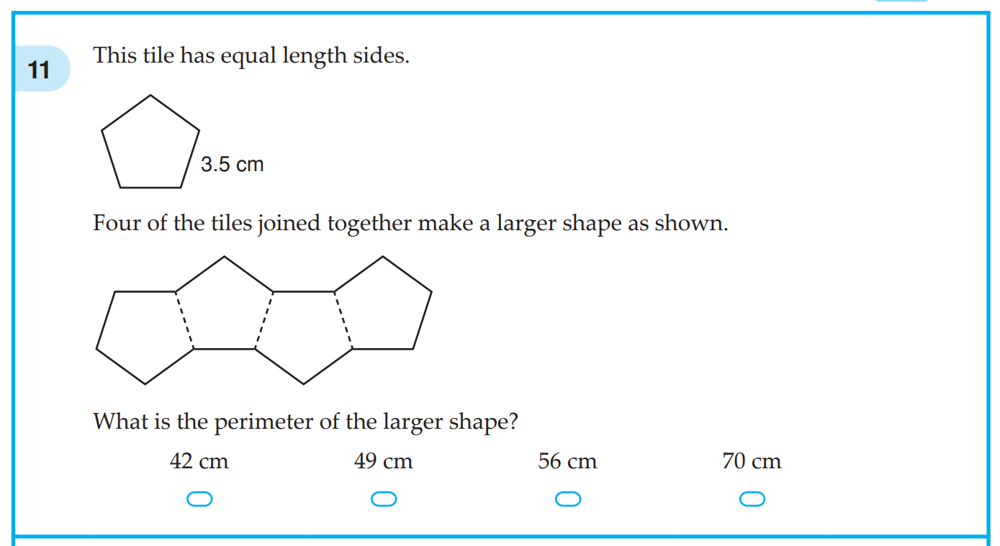 11
This tile has equal length sides.
3.5 cm
Four of the tiles joined together make a larger shape as shown.
What is the perimeter of the larger shape?
42 cm 49 cm 56 cm 70 cm